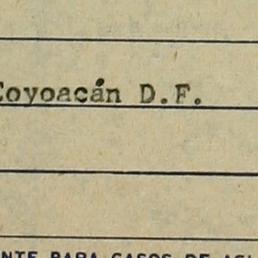 Coyoacán D.F.
PARA CASOS DE